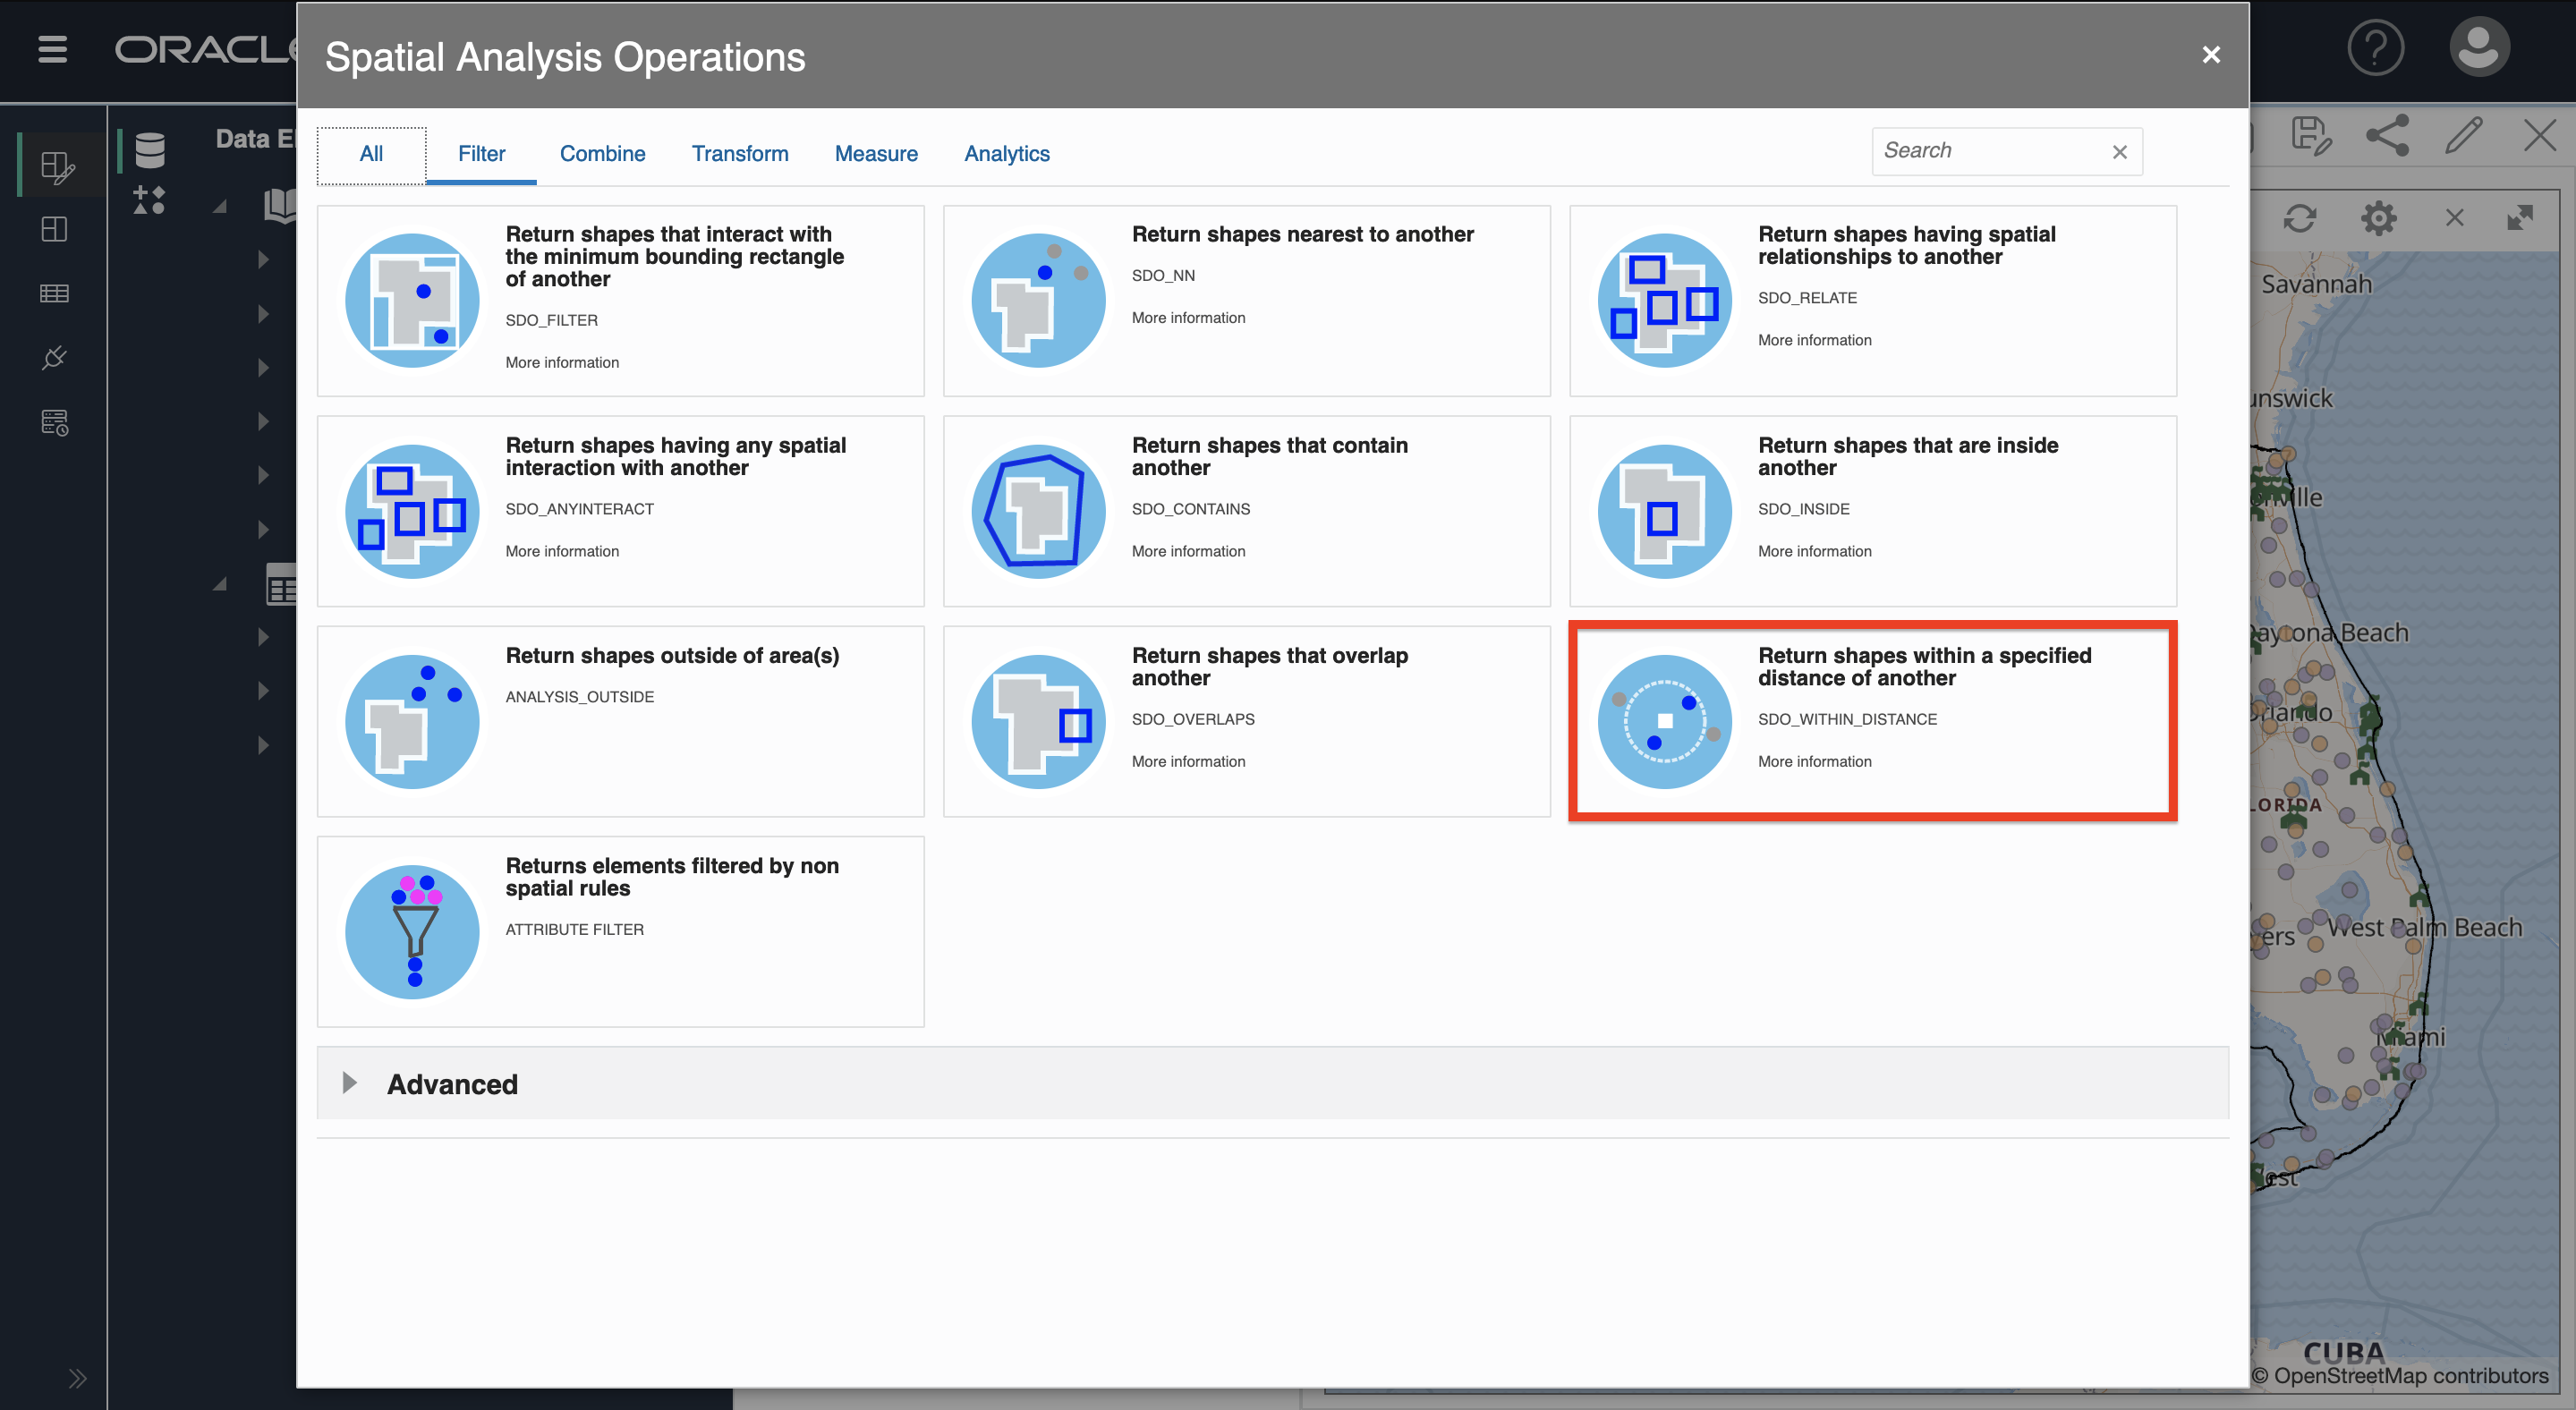 ORACL
Spatial Analysis Operations
Data El
All
Filter
Combine
Transform
Measure
Analytics
Search
Return shapes that interact with
the minimum bounding rectangle
of another
SDO_FILTER
More information
Return shapes nearest to another
SDO_NN
More information
Return shapes having spatial
relationships to another
SDO_RELATE
More information
Return shapes having any spatial
interaction with another
SDO_ANYINTERACT
More information
Return shapes that contain
another
SDO_CONTAINS
More information
Return shapes that are inside
another
SDO_INSIDE
More information
Return shapes outside of area(s)
ANALYSIS_OUTSIDE
Return shapes that overlap
another
SDO_OVERLAPS
More information
Return shapes within a specified
distance of another
SDO_WITHIN_DISTANCE
More information
Returns elements filtered by non
spatial rules
ATTRIBUTE FILTER
Advanced
Savannah
unswick
nville
Daytona Beach
Orlando
LORIDA
West Palm Beach
ers
Miami
est
CUBA
© OpenStreetMap contributors